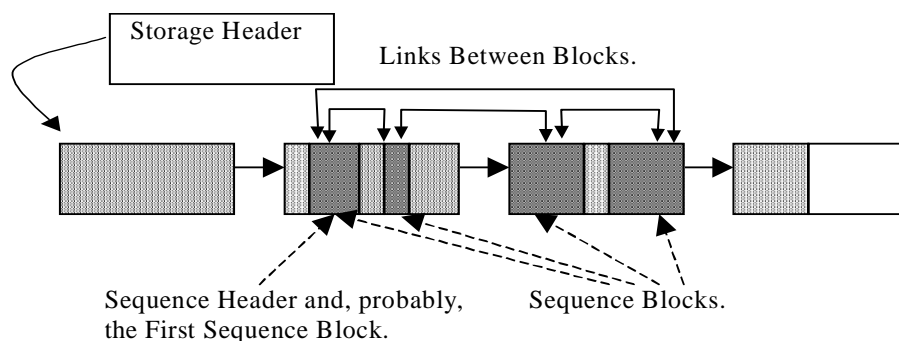 Storage Header
Links Between Blocks.
Sequence Header and, probably,
the First Sequence Block.
Sequence Blocks.